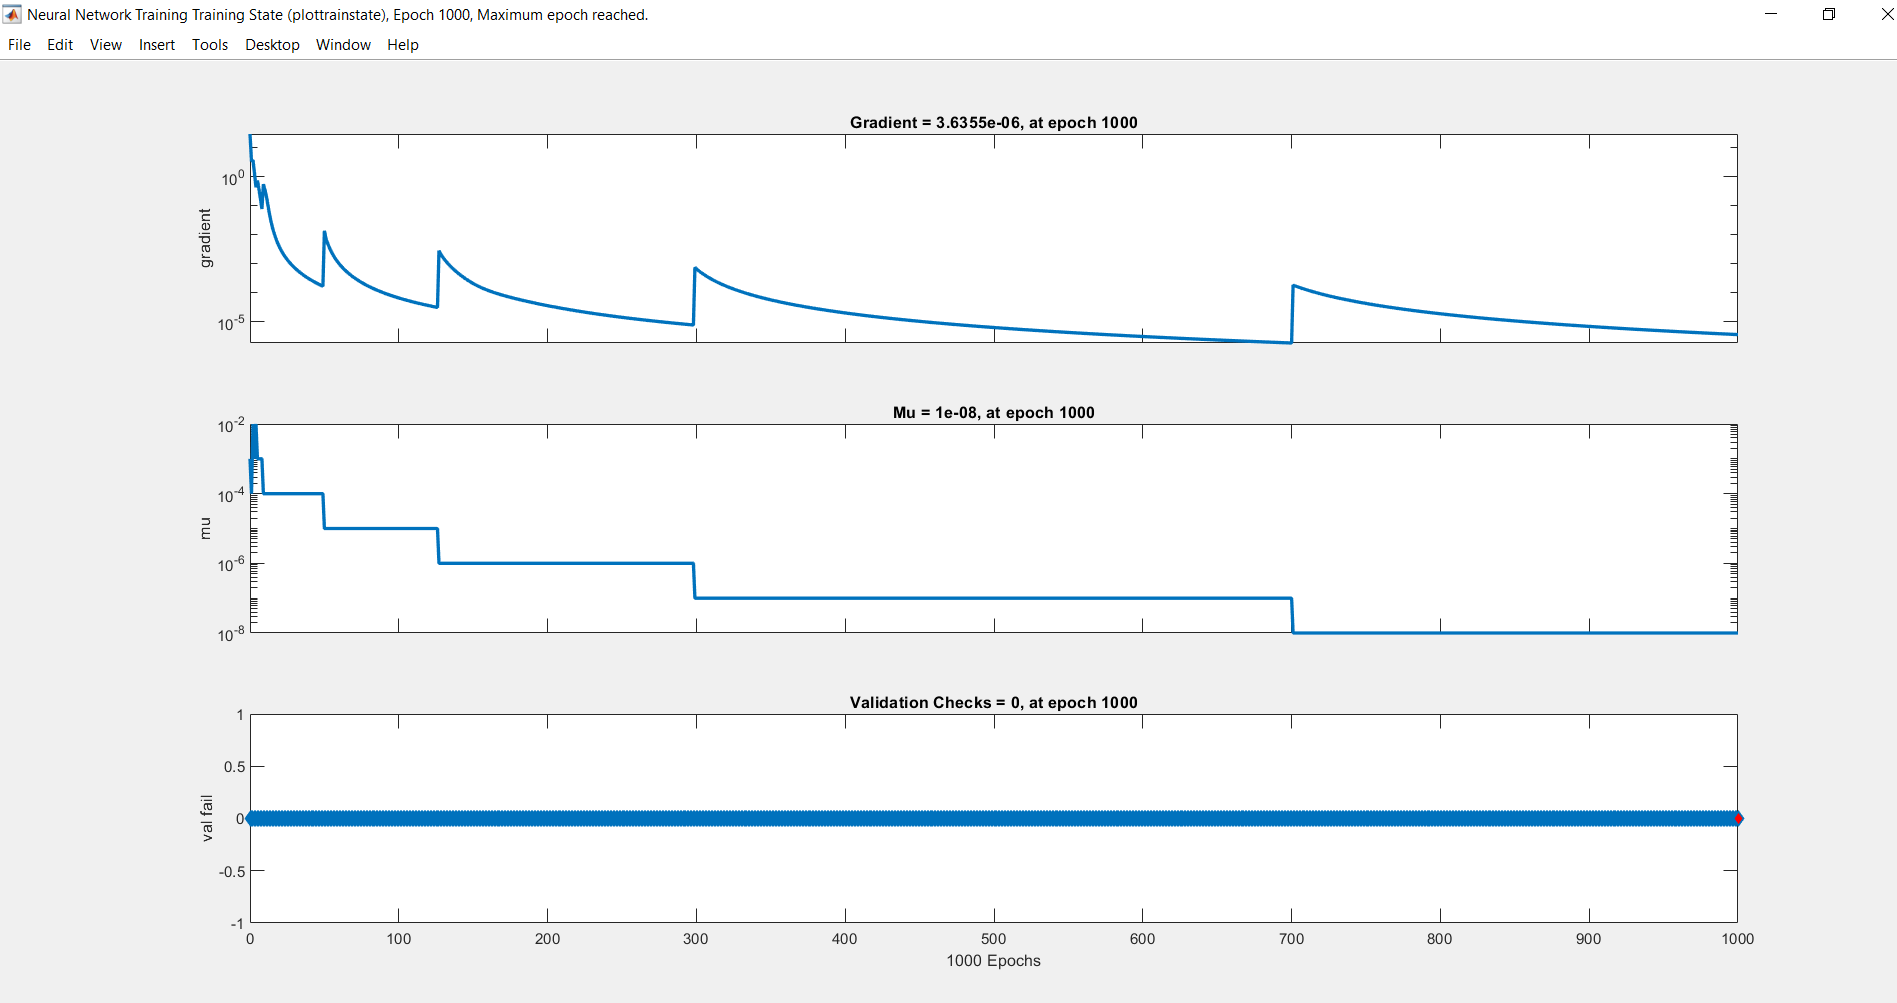 Neural Network Training Training State (plottrainstate), Epoch 1000, Maximum epoch reached.
File Edit View Insert Tools Desktop Window Help
Gradient = 3.6355e-06, at epoch 1000
10^0
gradient
10^-5
Mu = 1e-08, at epoch 1000
10^-2
10^-4
mu
10^-6
10^-8
Validation Checks = 0, at epoch 1000
1
0.5
val fail
0
-0.5
-1
0 100 200 300 400 500 600 700 800 900 1000
1000 Epochs